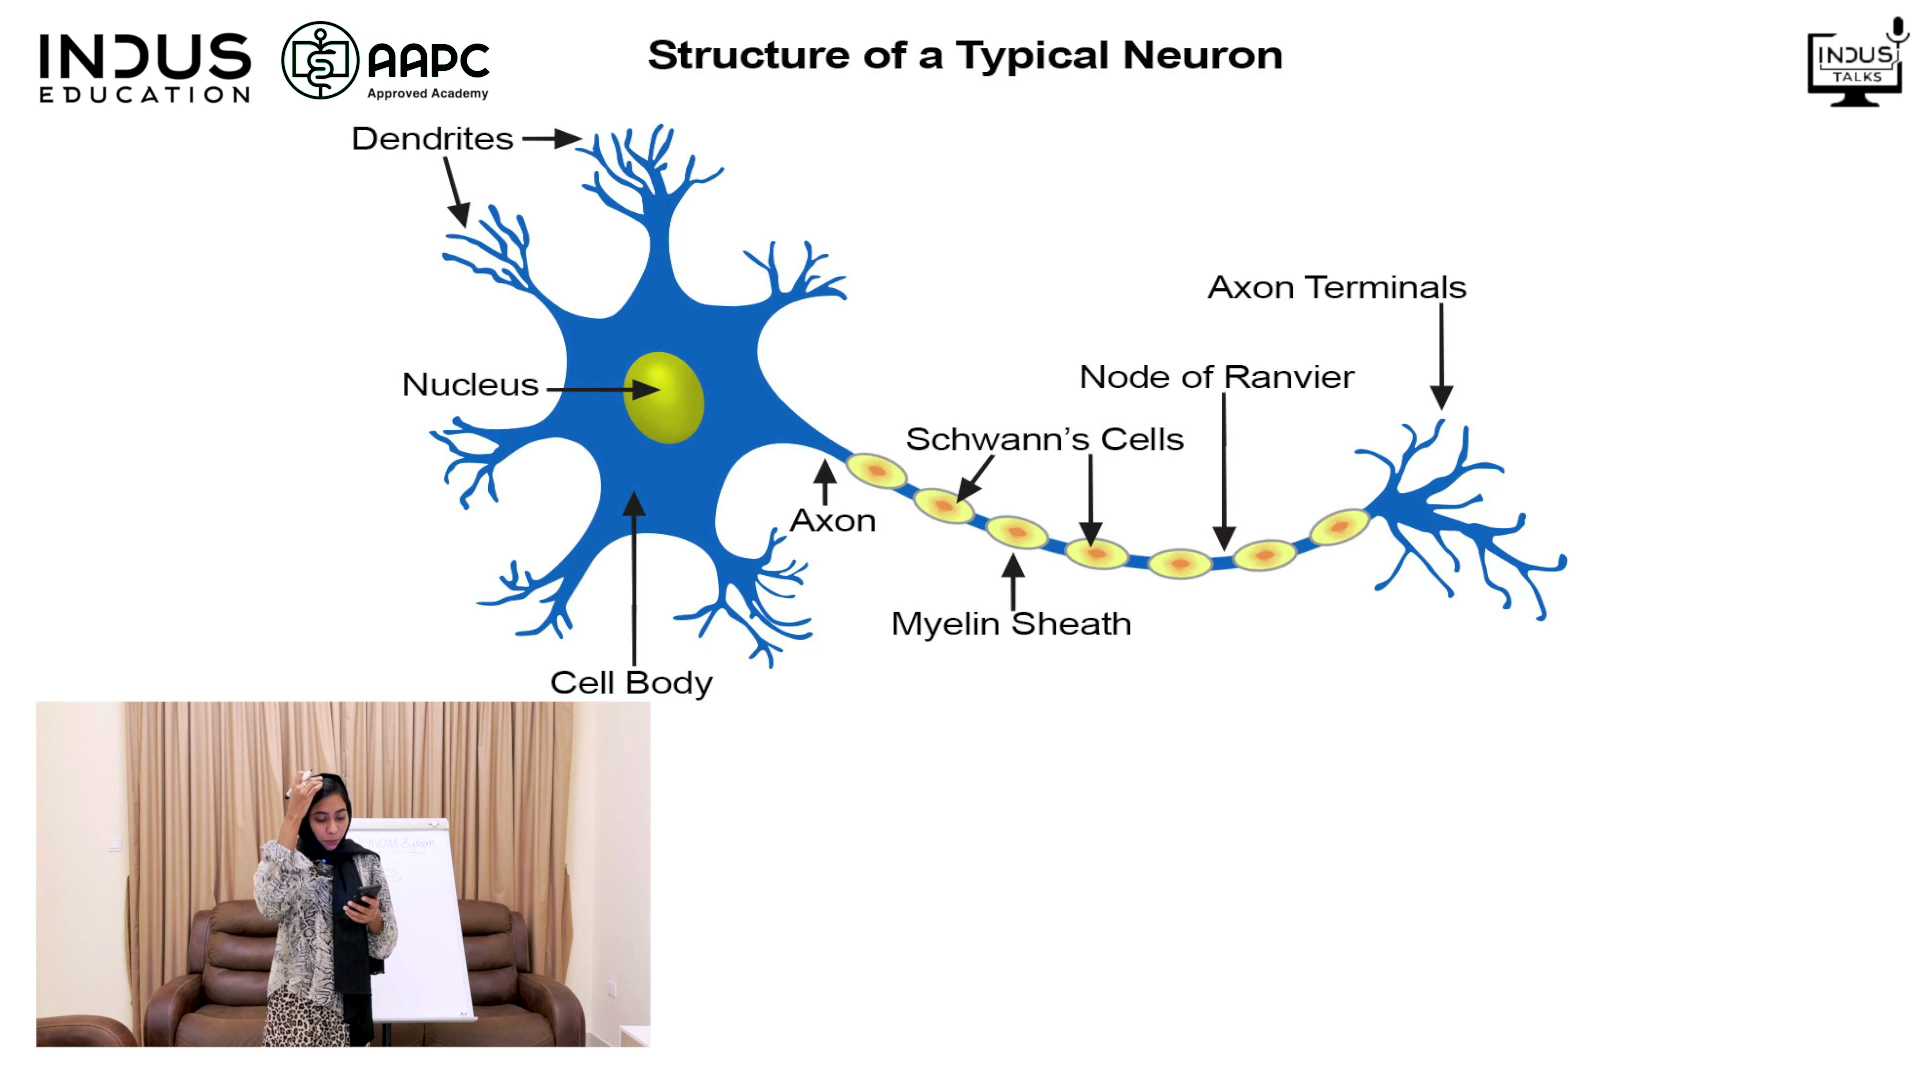 INDUS
EDUCATION
AAPC
Approved Academy
Structure of a Typical Neuron
INDUS
TALKS
Dendrites
Axon Terminals
Node of Ranvier
Nucleus
Schwann’s Cells
Axon
Myelin Sheath
Cell Body
System